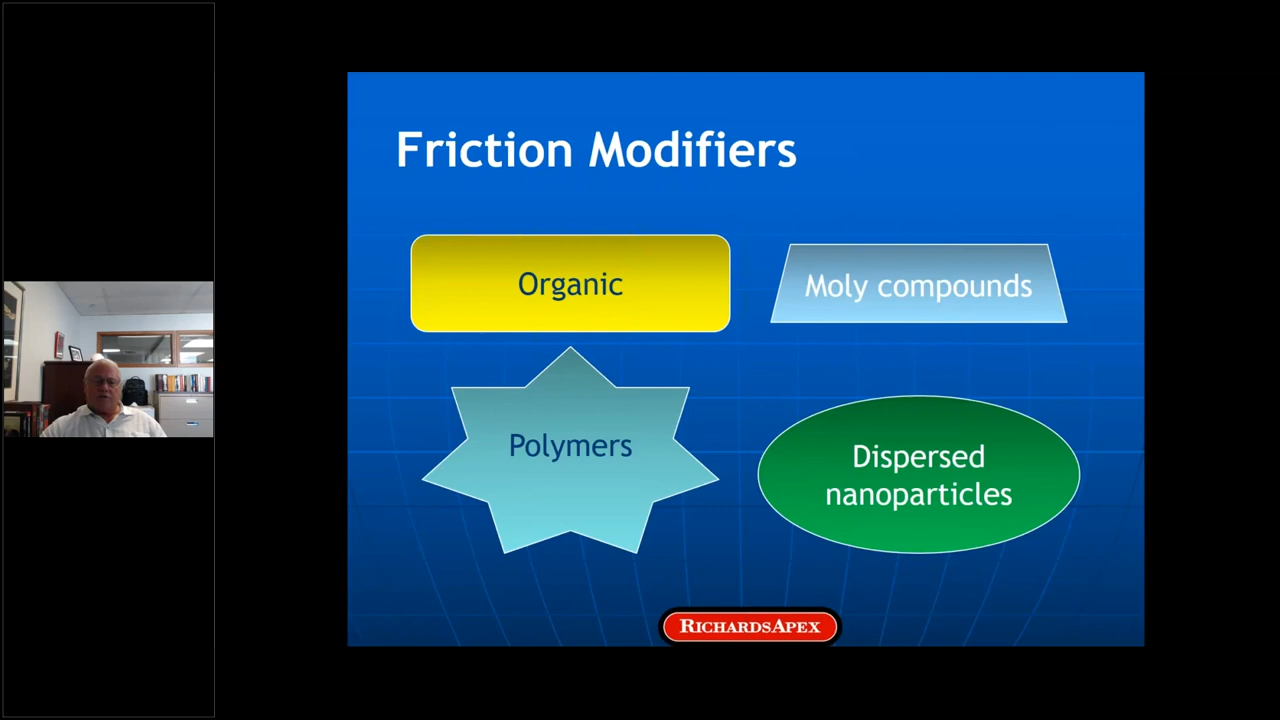 Friction Modifiers
Organic
Moly compounds
Polymers
Dispersed
nanoparticles
RICHARDSAPEX